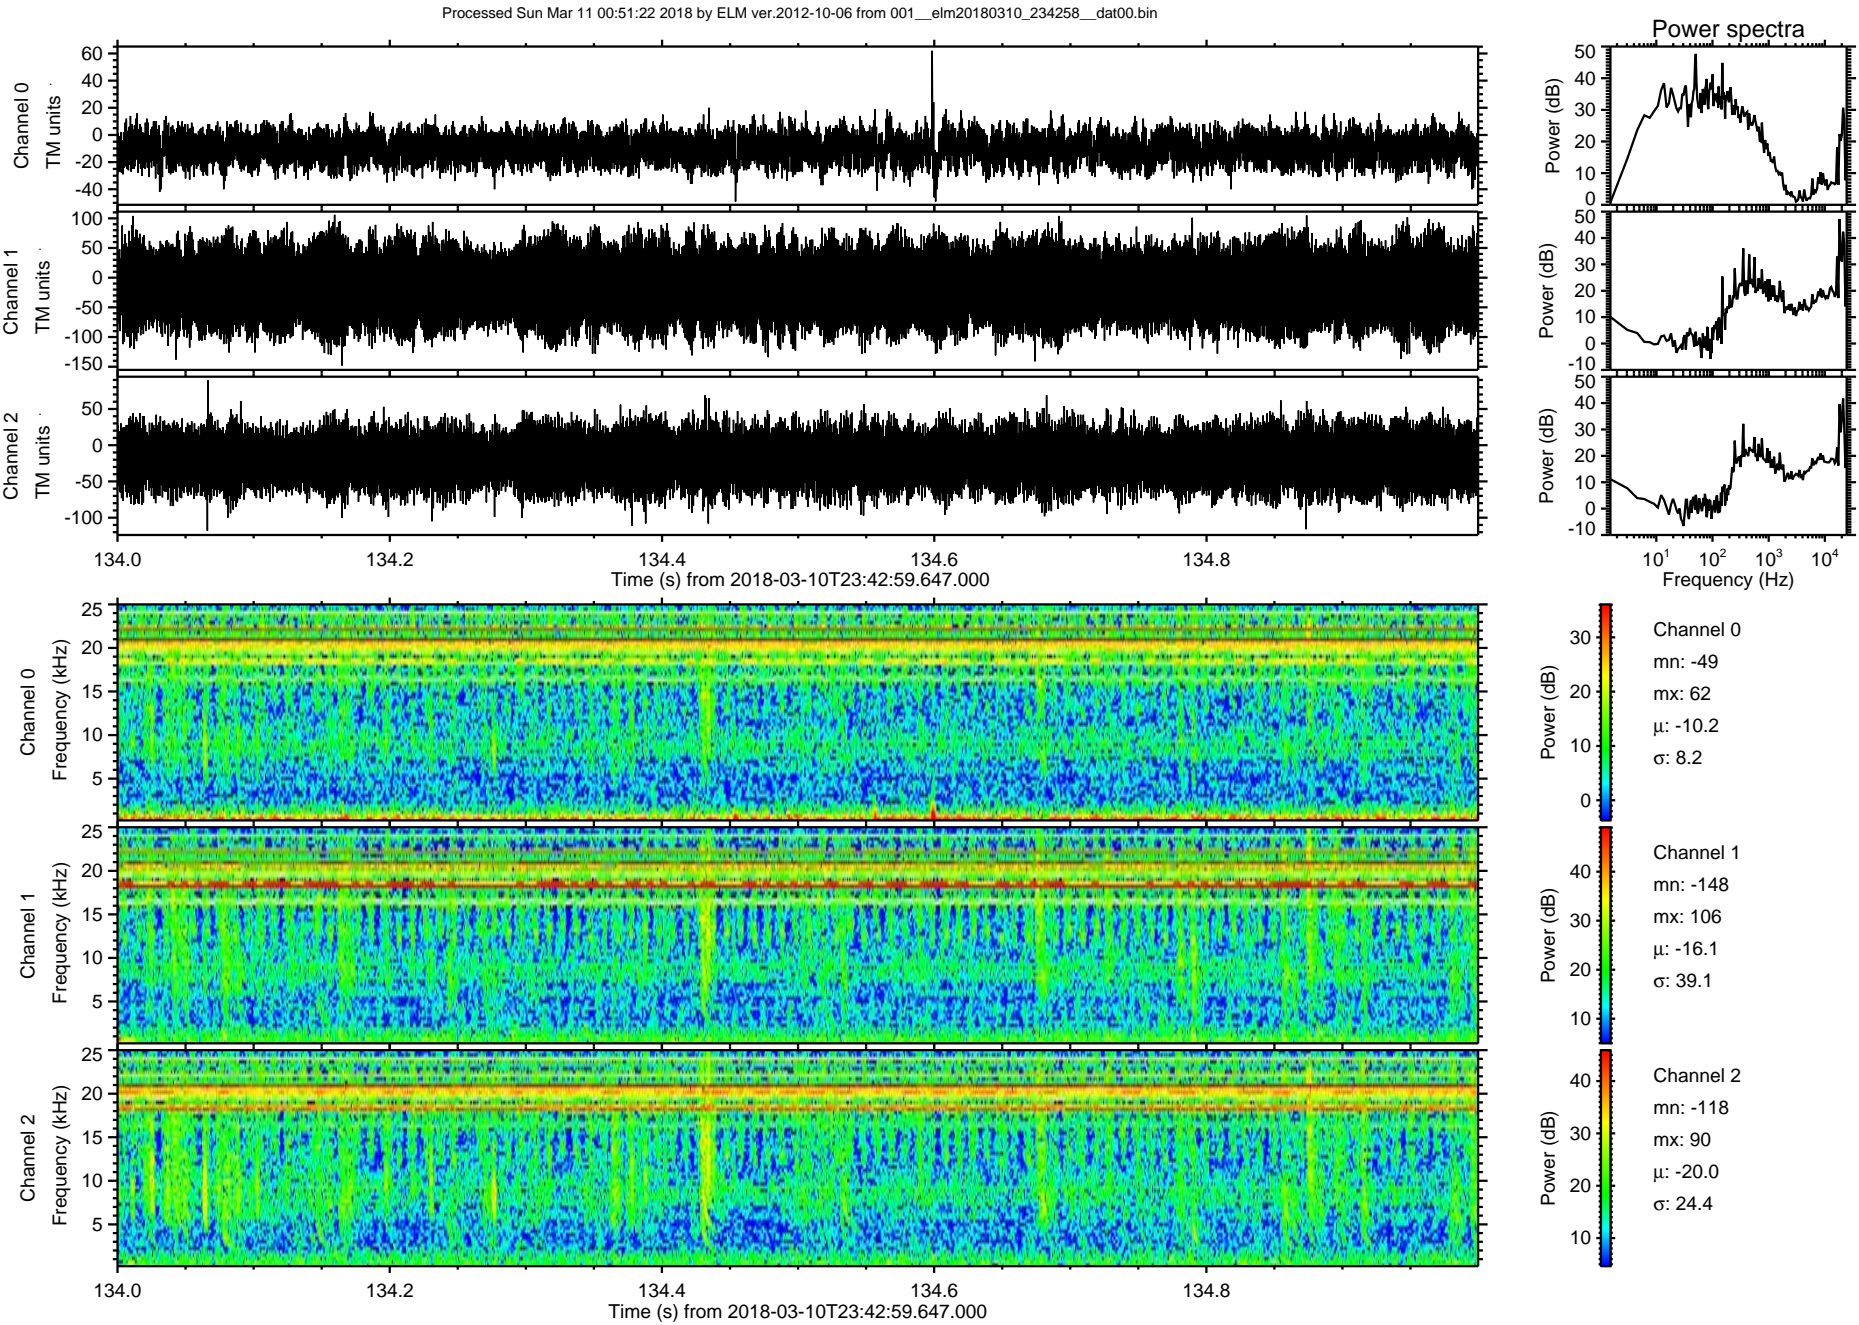 Processed Sun Mar 11 00:51:22 2018 by ELM ver.2012-10-06 from 001__elm20180310_234258__dat00.bin
Power spectra
Channel 0
TM units
60
40
20
0
-20
-40
Power (dB)
50
40
30
20
10
0
Channel 1
TM units
100
50
0
-50
-100
-150
Power (dB)
50
40
30
20
10
0
-10
Channel 2
TM units
50
0
-50
-100
Power (dB)
50
40
30
20
10
0
-10
134.0 134.2 134.4 134.6 134.8
Time (s) from 2018-03-10T23:42:59.647.000
10^1 10^2 10^3 10^4
Frequency (Hz)
Channel 0
Frequency (kHz)
25
20
15
10
5
Power (dB)
30
20
10
0
Channel 0
mn: -49
mx: 62
μ: -10.2
σ: 8.2
Channel 1
Frequency (kHz)
25
20
15
10
5
Power (dB)
40
30
20
10
Channel 1
mn: -148
mx: 106
μ: -16.1
σ: 39.1
Channel 2
Frequency (kHz)
25
20
15
10
5
Power (dB)
40
30
20
10
Channel 2
mn: -118
mx: 90
μ: -20.0
σ: 24.4
134.0 134.2 134.4 134.6 134.8
Time (s) from 2018-03-10T23:42:59.647.000